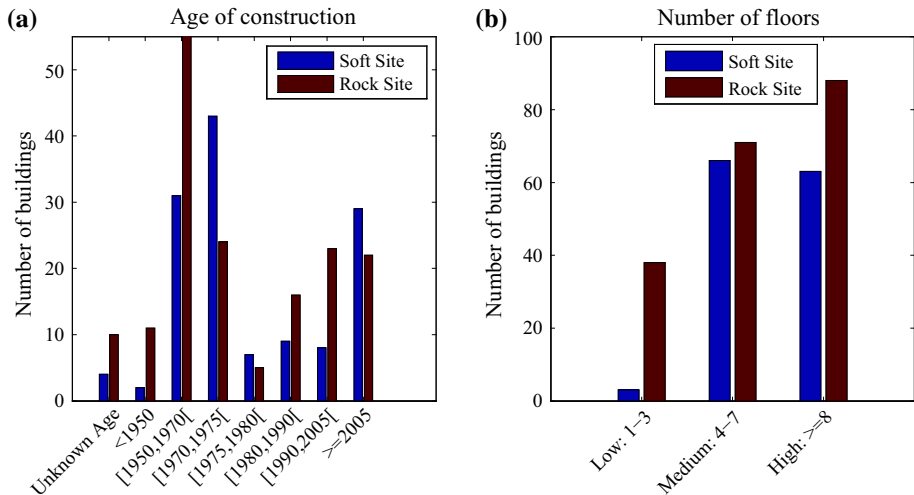 (a)
Age of construction
Number of buildings
50
40
30
20
10
0
Soft Site
Rock Site
Unknown Age
<1950
[1950,1970[
[1970,1975[
[1975,1980[
[1980,1990[
[1990,2005[
>=2005
(b)
Number of floors
Number of buildings
100
80
60
40
20
0
Soft Site
Rock Site
Low: 1−3
Medium: 4−7
High: >=8